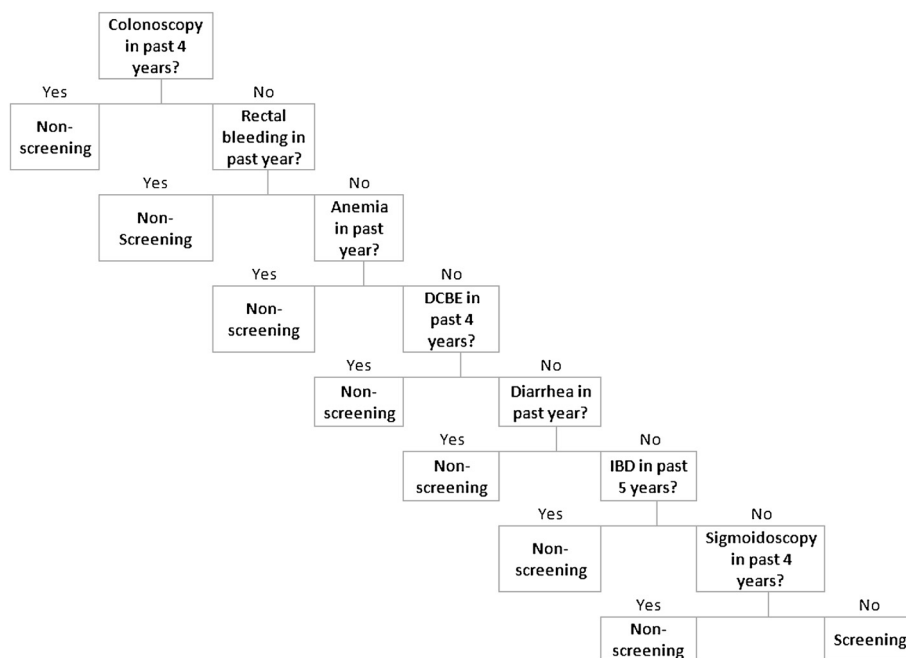 Colonoscopy
in past 4
years?
Yes
No
Non-
screening
Rectal
bleeding in
past year?
Yes
No
Non-
Screening
Anemia
in past
year?
Yes
No
Non-
screening
DCBE in
past 4
years?
Yes
No
Non-
screening
Diarrhea in
past year?
Yes
No
Non-
screening
IBD in past
5 years?
Yes
No
Non-
screening
Sigmoidoscopy
in past 4
years?
Yes
No
Non-
screening
Screening